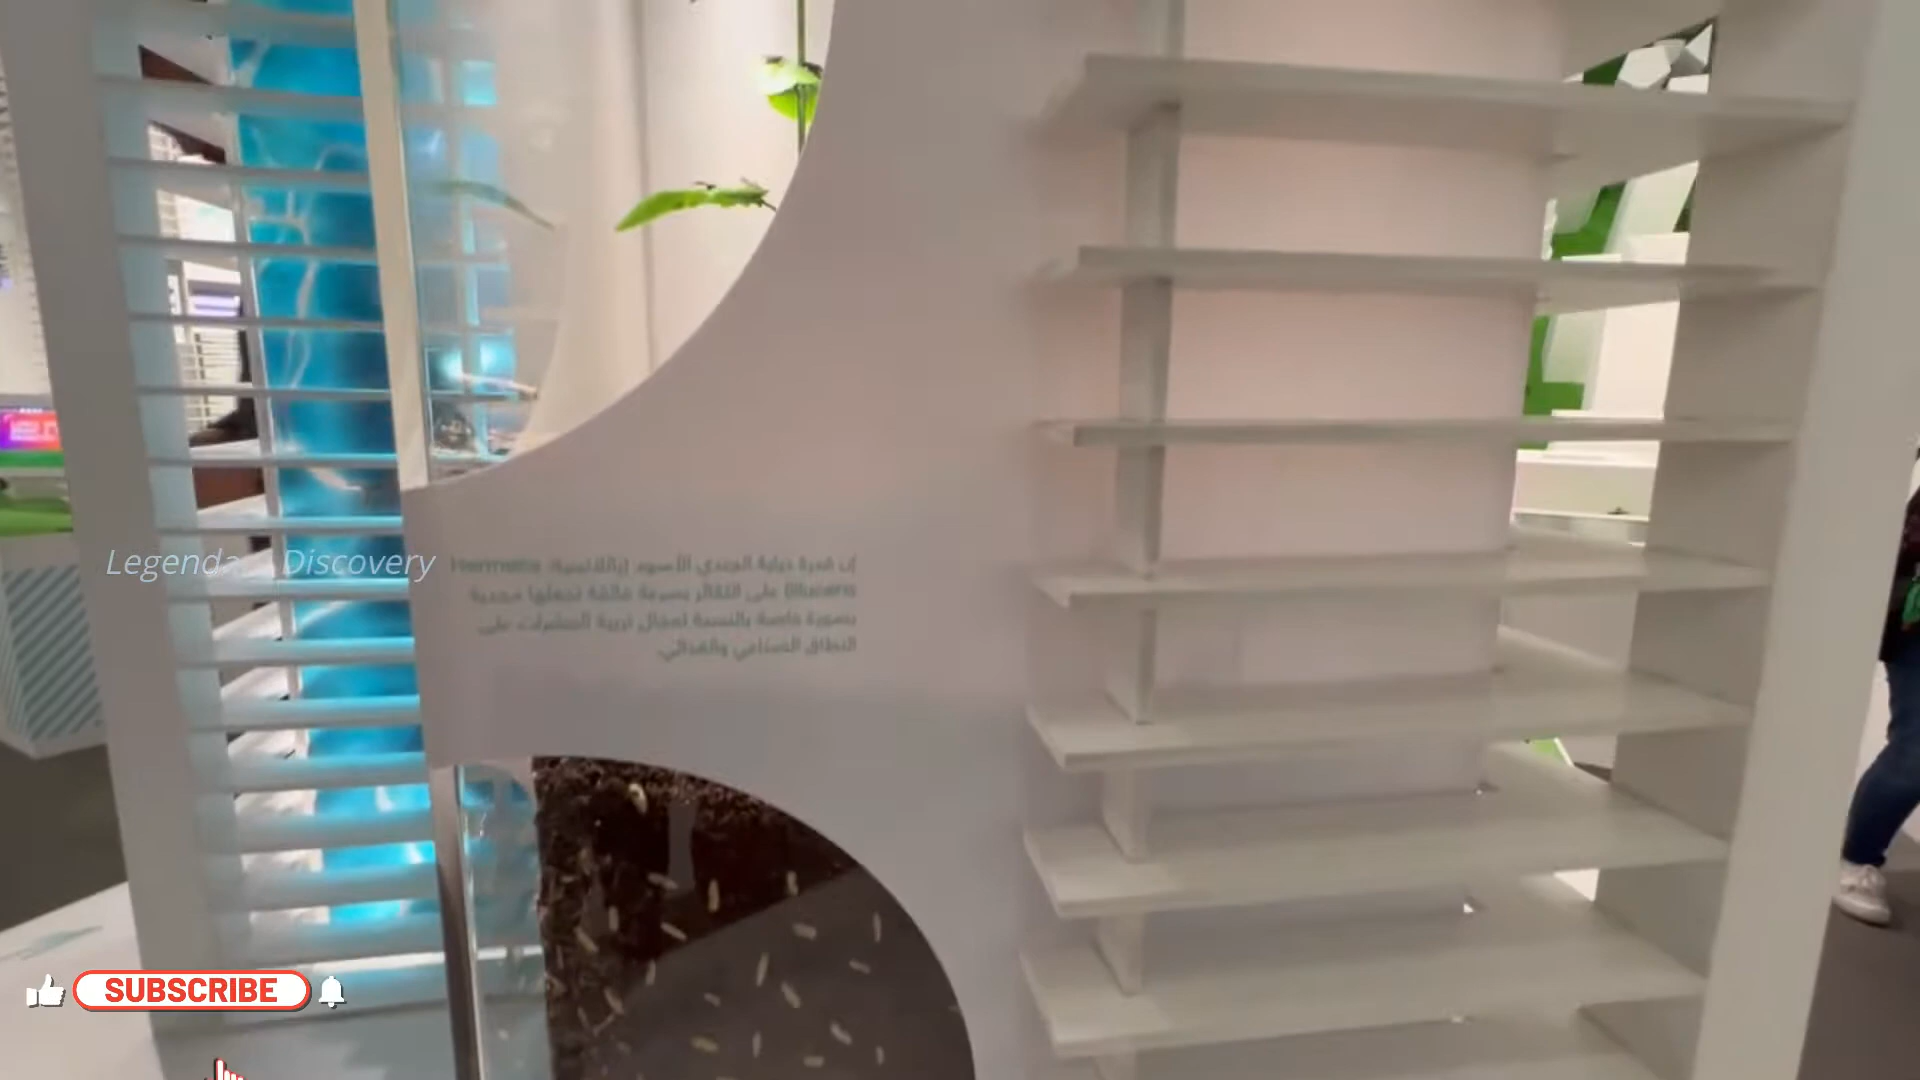 إن قدرة ذبابة الجندي الأسود (باللاتينية: Hermetia
illucens) على التكاثر بسرعة فائقة تجعلها مجدية
بصورة خاصة بالنسبة لمجال تربية الحشرات على
النطاق الصناعي والغذائي.
Legendary Discovery
SUBSCRIBE